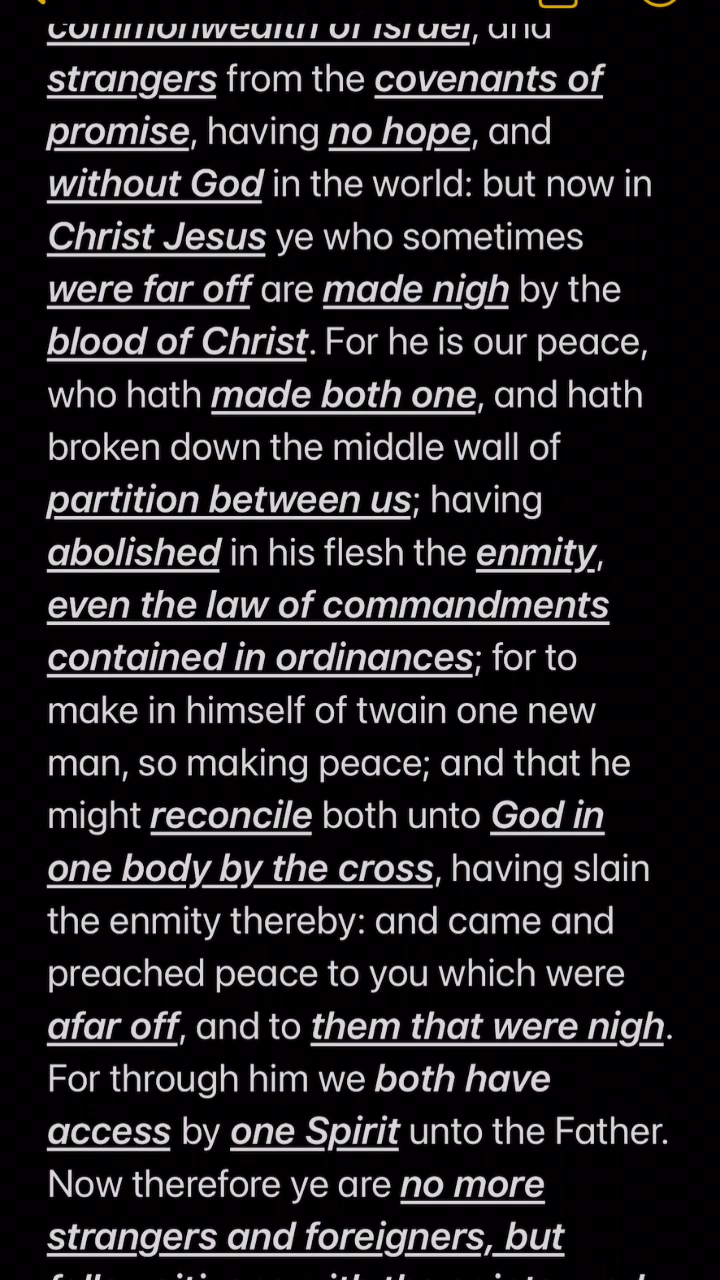 commonwealth of Israel, and
strangers from the covenants of
promise, having no hope, and
without God in the world: but now in
Christ Jesus ye who sometimes
were far off are made nigh by the
blood of Christ. For he is our peace,
who hath made both one, and hath
broken down the middle wall of
partition between us; having
abolished in his flesh the enmity,
even the law of commandments
contained in ordinances; for to
make in himself of twain one new
man, so making peace; and that he
might reconcile both unto God in
one body by the cross, having slain
the enmity thereby: and came and
preached peace to you which were
afar off, and to them that were nigh.
For through him we both have
access by one Spirit unto the Father.
Now therefore ye are no more
strangers and foreigners, but